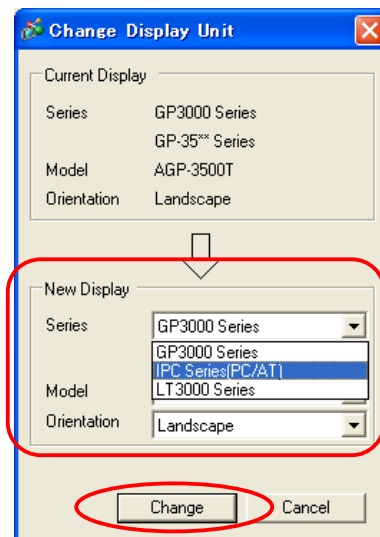 Change Display Unit
Current Display
Series GP3000 Series
GP-35** Series
Model AGP-3500T
Orientation Landscape
New Display
Series GP3000 Series
GP3000 Series
IPC Series(PC/AT)
Model LT3000 Series
Orientation Landscape
Change Cancel